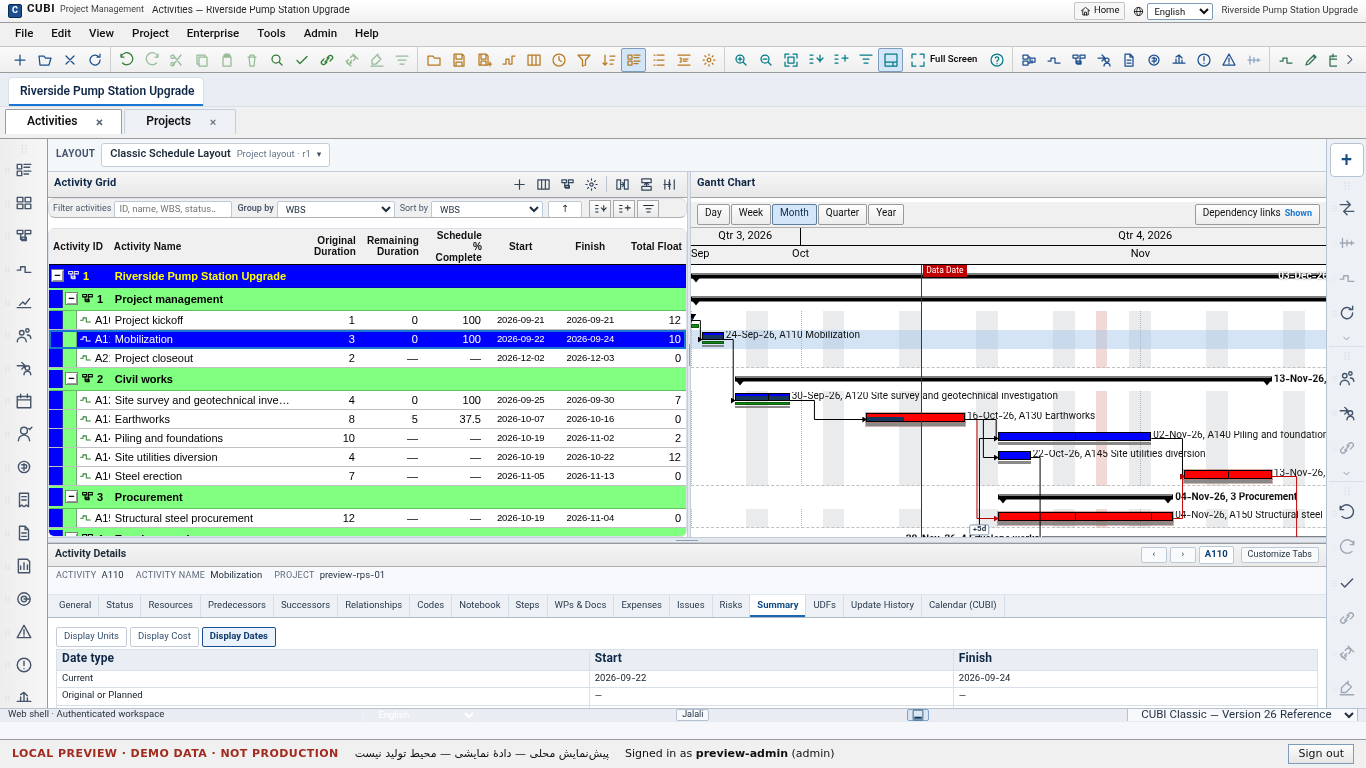 CUBI Project Management Activities — Riverside Pump Station Upgrade Home English Riverside Pump Station Upgrade
File Edit View Project Enterprise Tools Admin Help
Full Screen
Riverside Pump Station Upgrade
Activities × Projects ×
LAYOUT Classic Schedule Layout Project layout · r1
Activity Grid
Filter activities ID, name, WBS, status.. Group by WBS Sort by WBS ↑
Activity ID Activity Name Original Duration Remaining Duration Schedule % Complete Start Finish Total Float
1 Riverside Pump Station Upgrade
1 Project management
A1 Project kickoff 1 0 100 2026-09-21 2026-09-21 12
A1 Mobilization 3 0 100 2026-09-22 2026-09-24 10
A2 Project closeout 2 — — 2026-12-02 2026-12-03 0
2 Civil works
A1 Site survey and geotechnical inve… 4 0 100 2026-09-25 2026-09-30 7
A1 Earthworks 8 5 37.5 2026-10-07 2026-10-16 0
A1 Piling and foundations 10 — — 2026-10-19 2026-11-02 2
A1 Site utilities diversion 4 — — 2026-10-19 2026-10-22 12
A1 Steel erection 7 — — 2026-11-05 2026-11-13 0
3 Procurement
A1 Structural steel procurement 12 — — 2026-10-19 2026-11-04 0
Gantt Chart
Day Week Month Quarter Year Dependency links Shown
Qtr 3, 2026 Qtr 4, 2026
Sep Oct Nov
Data Date 03-Dec-26
24-Sep-26, A110 Mobilization
13-Nov-26,
30-Sep-26, A120 Site survey and geotechnical investigation
16-Oct-26, A130 Earthworks
02-Nov-26, A140 Piling and foundation
22-Oct-26, A145 Site utilities diversion
13-Nov-26,
04-Nov-26, 3 Procurement
04-Nov-26, A150 Structural steel
+5d
Activity Details ‹ › A110 Customize Tabs
ACTIVITY A110 ACTIVITY NAME Mobilization PROJECT preview-rps-01
General Status Resources Predecessors Successors Relationships Codes Notebook Steps WPs & Docs Expenses Issues Risks Summary UDFs Update History Calendar (CUBI)
Display Units Display Cost Display Dates
Date type Start Finish
Current 2026-09-22 2026-09-24
Original or Planned — —
Web shell · Authenticated workspace English Jalali CUBI Classic — Version 26 Reference
LOCAL PREVIEW · DEMO DATA · NOT PRODUCTION پیش‌نمایش محلی — دادهٔ نمایشی — محیط تولید نیست Signed in as preview-admin (admin) Sign out